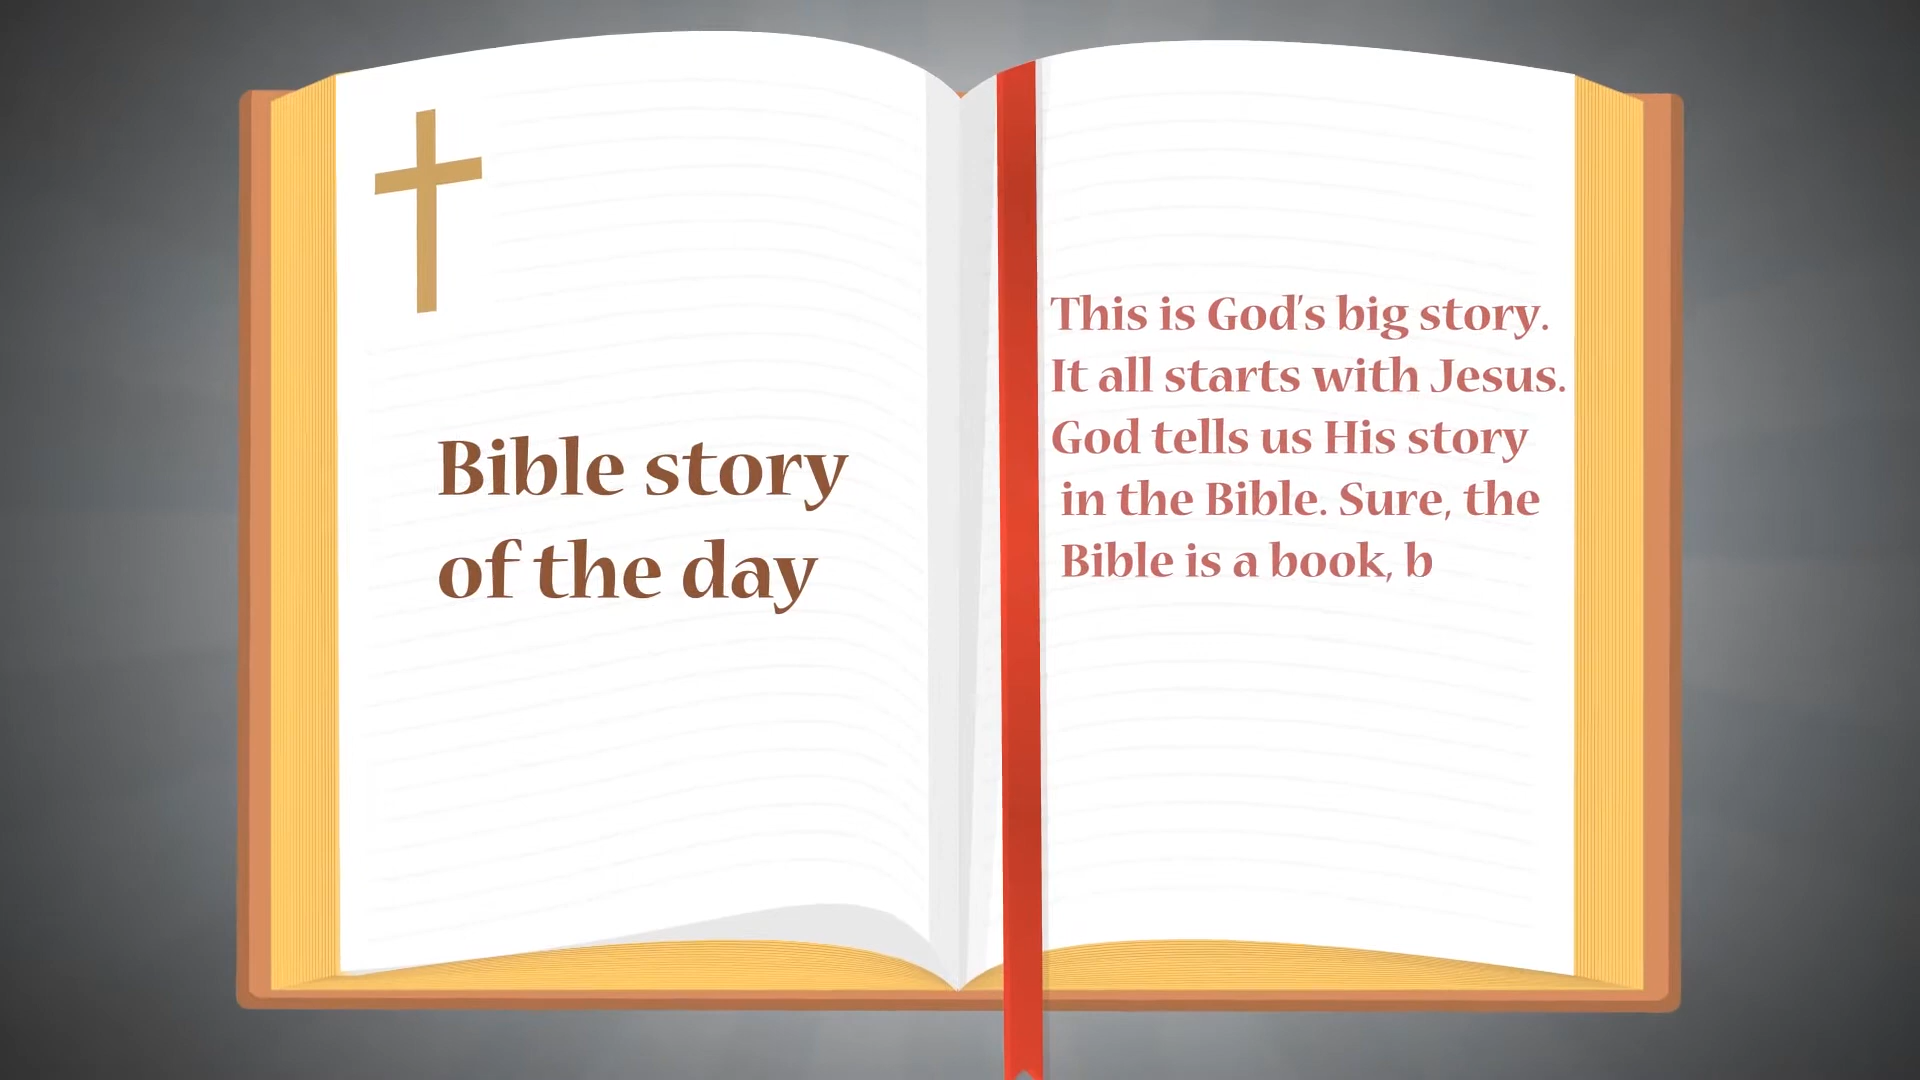 Bible story
of the day
This is God's big story.
It all starts with Jesus.
God tells us His story
in the Bible. Sure, the
Bible is a book, b